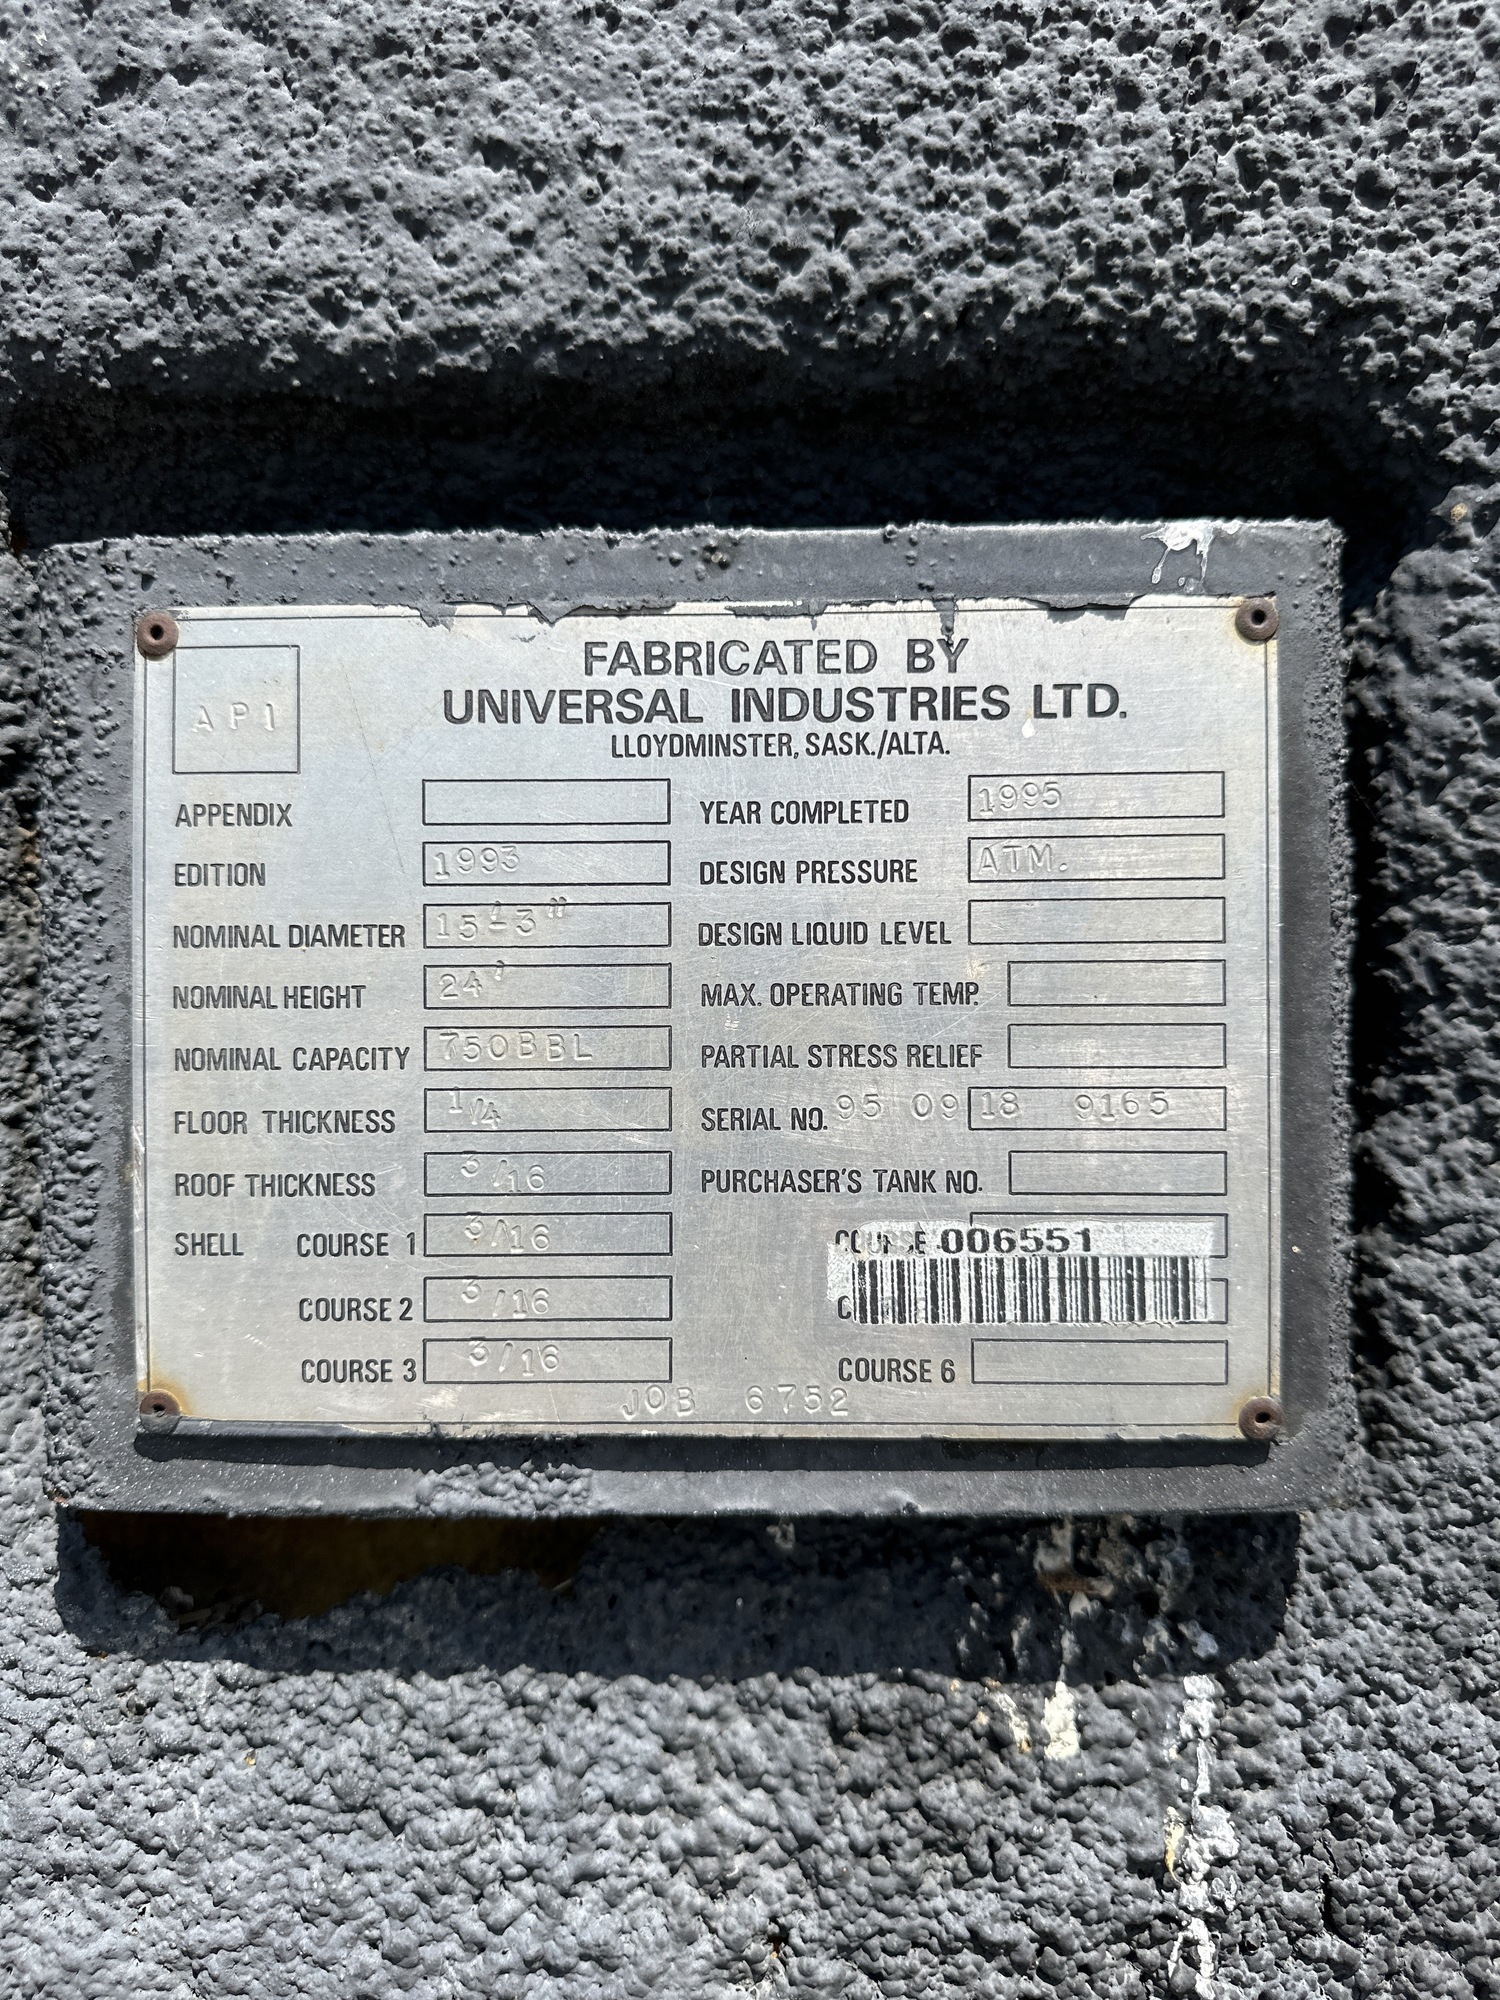 API
FABRICATED BY
UNIVERSAL INDUSTRIES LTD.
LLOYDMINSTER, SASK./ALTA.
APPENDIX
YEAR COMPLETED 1995
EDITION 1993
DESIGN PRESSURE ATM.
NOMINAL DIAMETER 15'-3"
DESIGN LIQUID LEVEL
NOMINAL HEIGHT 24'
MAX. OPERATING TEMP.
NOMINAL CAPACITY 750BBL
PARTIAL STRESS RELIEF
FLOOR THICKNESS 1/4
SERIAL NO. 95 09 18 9165
ROOF THICKNESS 3/16
PURCHASER'S TANK NO.
SHELL COURSE 1 3/16
COURSE 006551
COURSE 2 3/16
COURSE 3 3/16
COURSE 6
JOB 6752